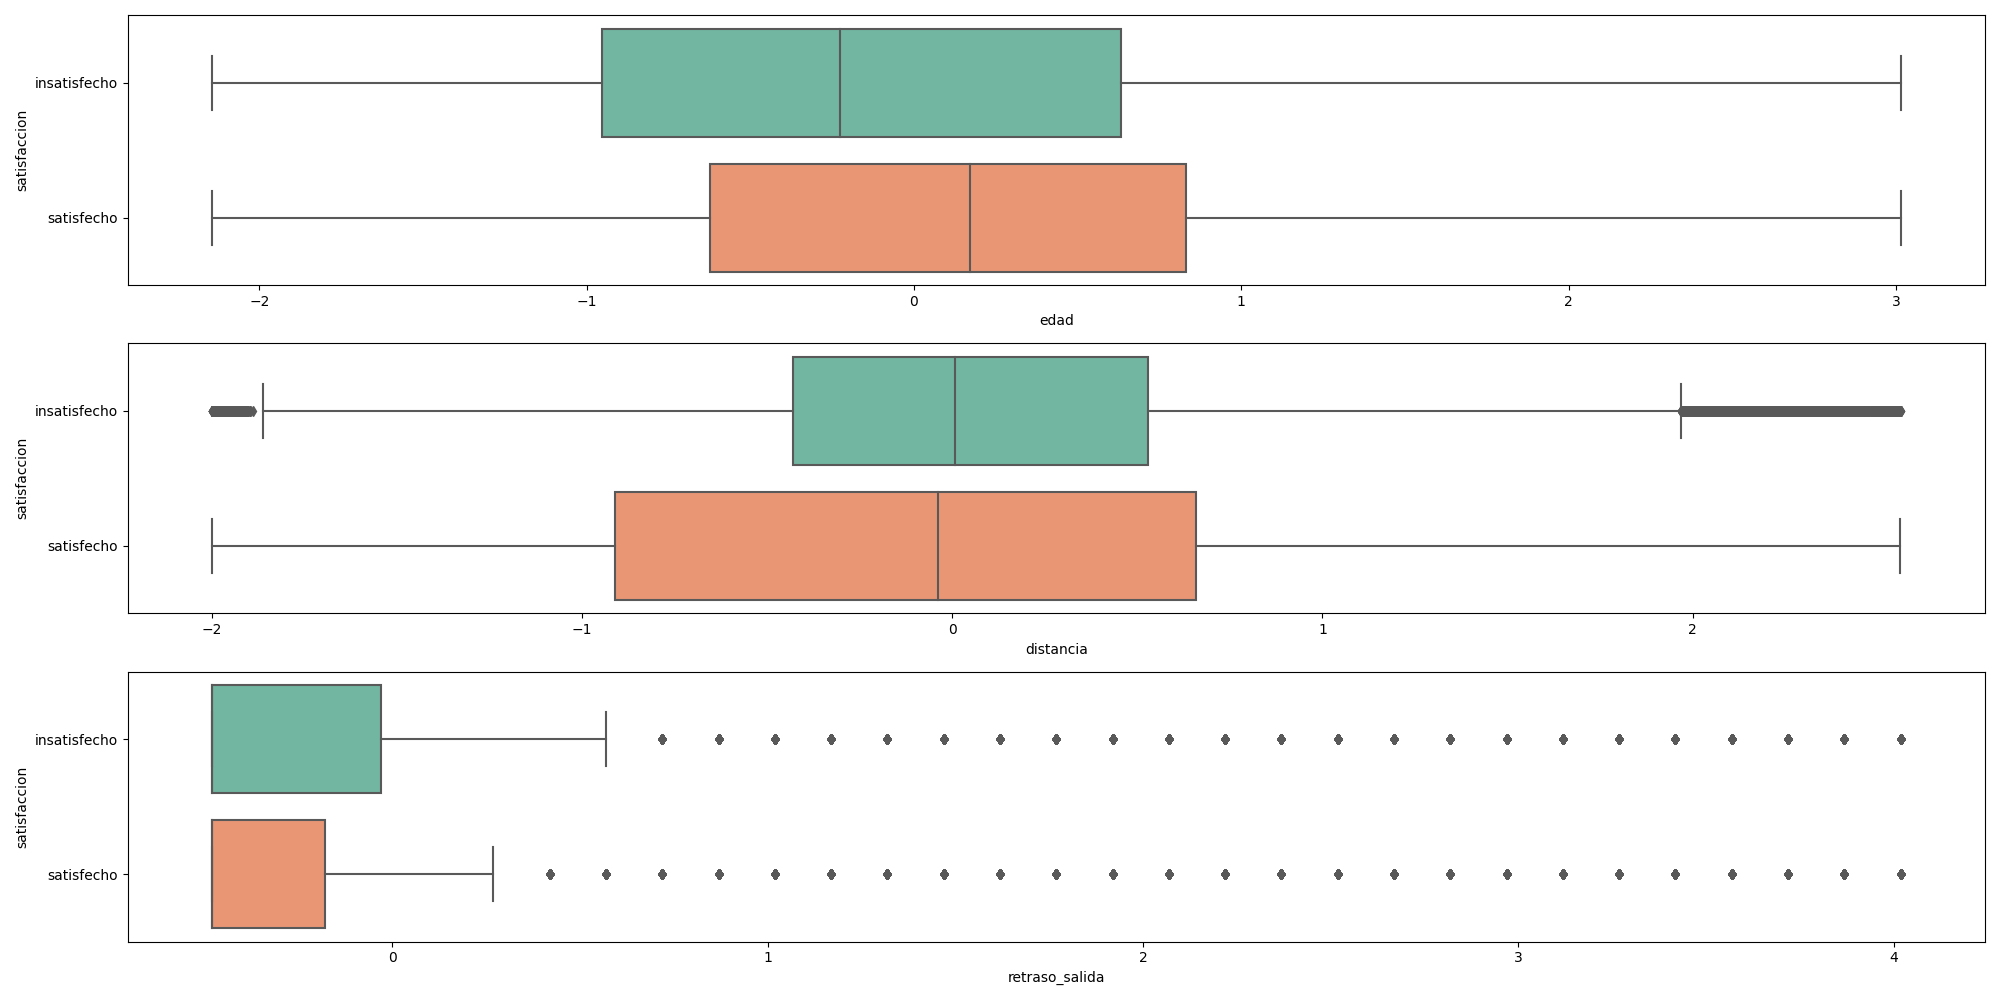 satisfaccion
insatisfecho
satisfecho
−2 −1 0 1 2 3
edad
satisfaccion
insatisfecho
satisfecho
−2 −1 0 1 2
distancia
satisfaccion
insatisfecho
satisfecho
0 1 2 3 4
retraso_salida